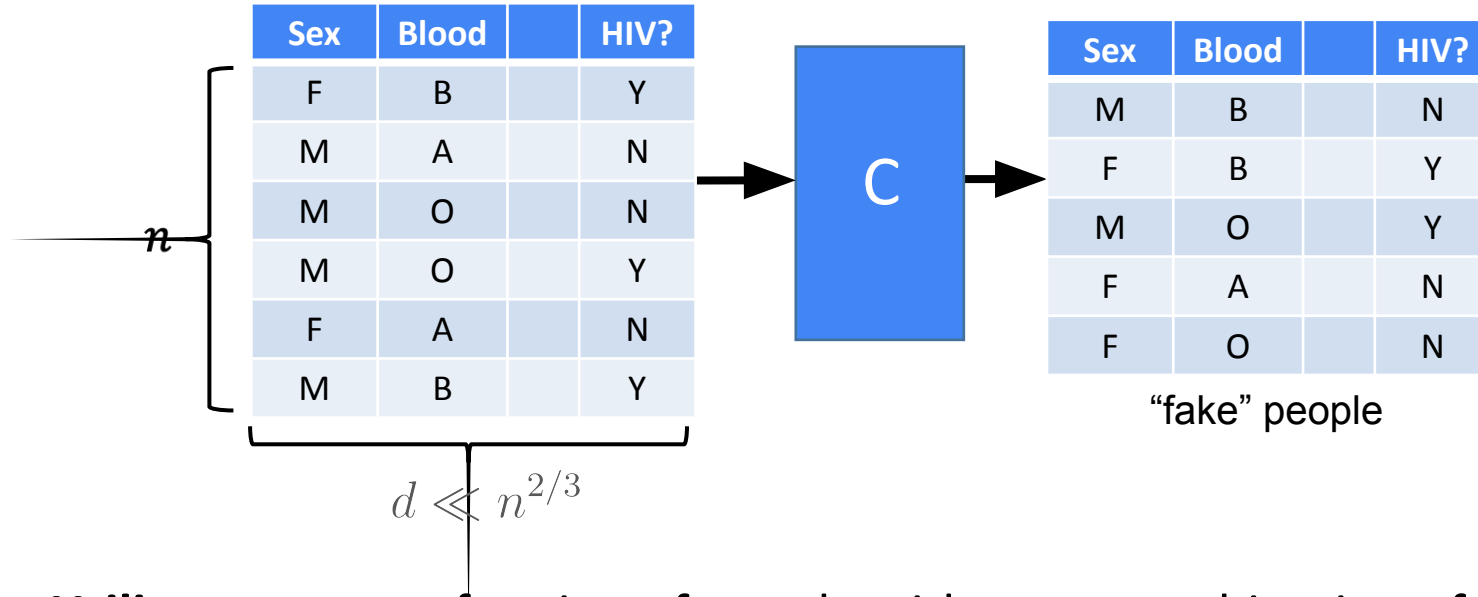 Sex Blood HIV?
F B Y
M A N
M O N
M O Y
F A N
M B Y
n
d ≪ n^{2/3}
C
Sex Blood HIV?
M B N
F B Y
M O Y
F A N
F O N
“fake” people